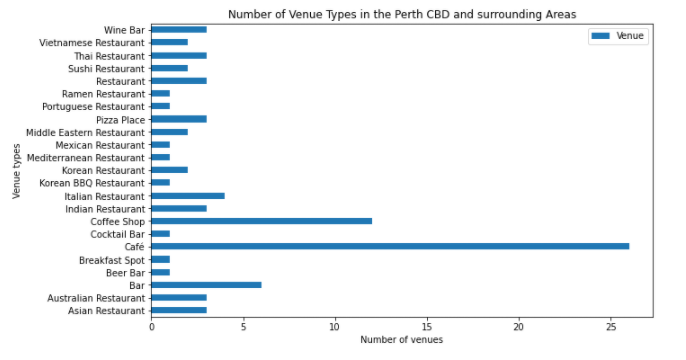 Number of Venue Types in the Perth CBD and surrounding Areas
Venue
Wine Bar
Vietnamese Restaurant
Thai Restaurant
Sushi Restaurant
Restaurant
Ramen Restaurant
Portuguese Restaurant
Pizza Place
Middle Eastern Restaurant
Mexican Restaurant
Mediterranean Restaurant
Korean Restaurant
Korean BBQ Restaurant
Italian Restaurant
Indian Restaurant
Coffee Shop
Cocktail Bar
Café
Breakfast Spot
Beer Bar
Bar
Australian Restaurant
Asian Restaurant
Venue types
0 5 10 15 20 25
Number of venues